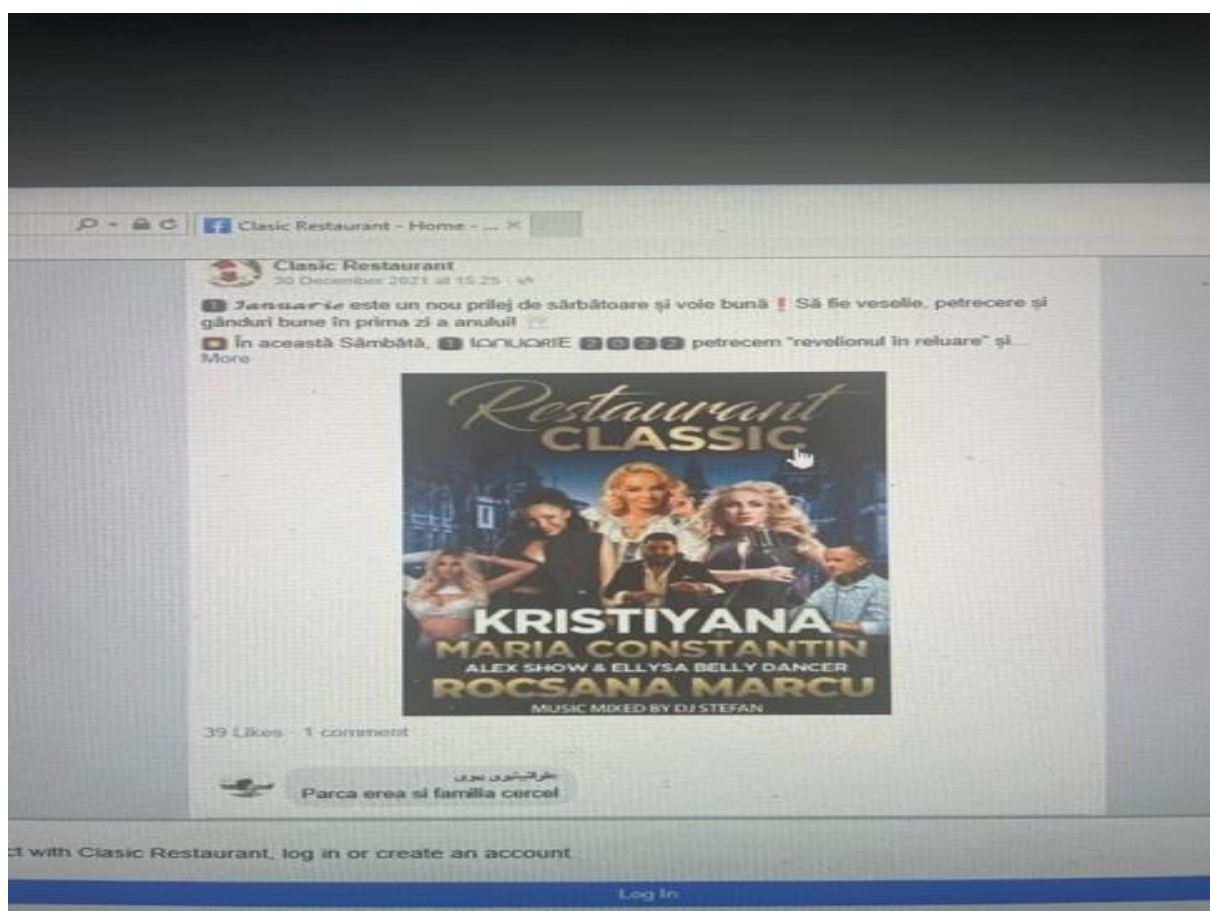 Clasic Restaurant - Home - ...
Clasic Restaurant
30 December 2021 at 15:25
1 Januarie este un nou prilej de sărbătoare și voie bună ! Să fie veselie, petrecere și
gânduri bune în prima zi a anului!
În această Sâmbătă, 1 IANUARIE 2022 petrecem "revelionul în reluare" și...
More
Restaurant
CLASSIC
KRISTIYANA
MARIA CONSTANTIN
ALEX SHOW & ELLYSA BELLY DANCER
ROCSANA MARCU
MUSIC MIXED BY DJ STEFAN
39 Likes 1 comment
Parca erea si familia cercel
ct with Clasic Restaurant, log in or create an account
Log In